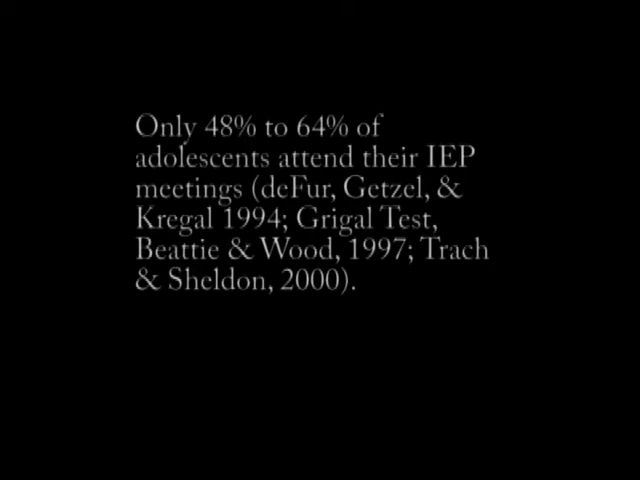 Only 48% to 64% of
adolescents attend their IEP
meetings (deFur, Getzel, &
Kregal 1994; Grigal Test,
Beattie & Wood, 1997; Trach
& Sheldon, 2000).